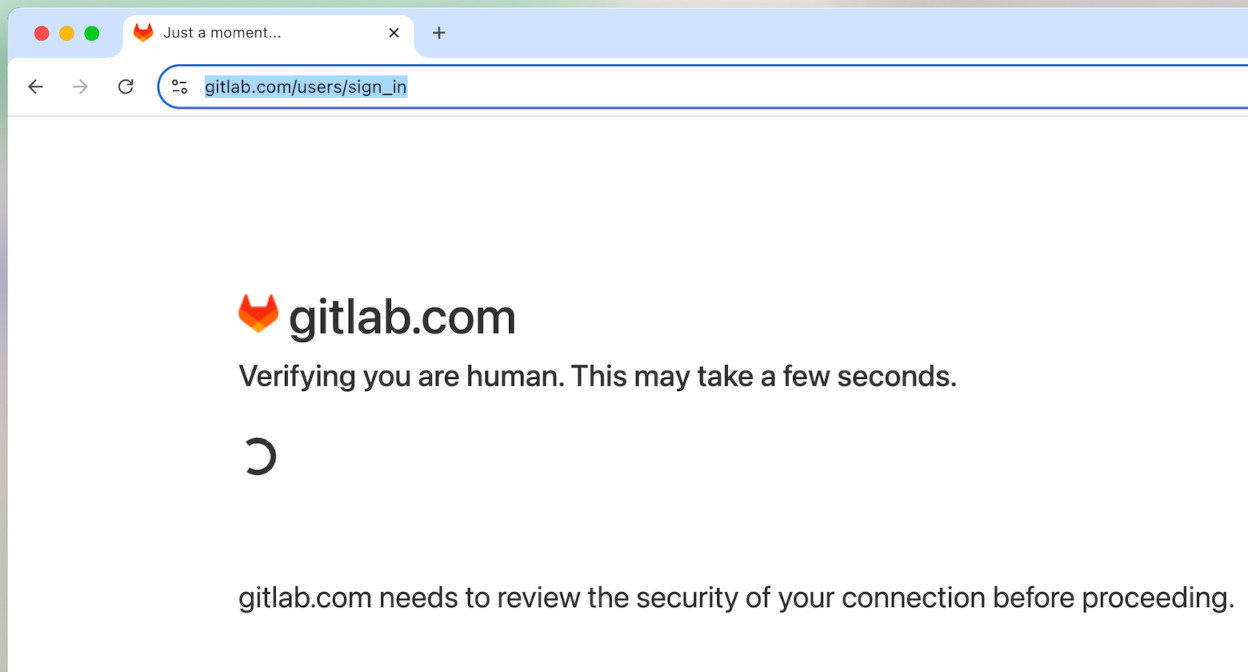 Just a moment...
gitlab.com/users/sign_in
gitlab.com
Verifying you are human. This may take a few seconds.
gitlab.com needs to review the security of your connection before proceeding.